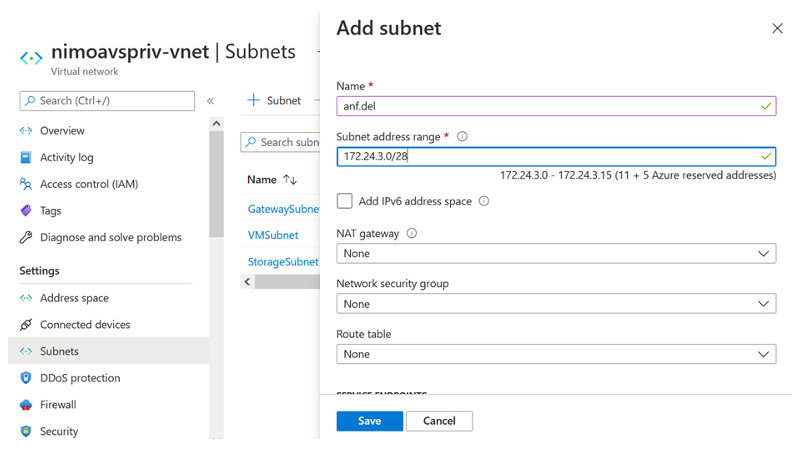 nimoavspriv-vnet | Subnets
Virtual network
Search (Ctrl+/)
«
Overview
Activity log
Access control (IAM)
Tags
Diagnose and solve problems
Settings
Address space
Connected devices
Subnets
DDoS protection
Firewall
Security
+ Subnet
Search subn
Name ↑↓
GatewaySubne
VMSubnet
StorageSubnet
Add subnet
Name *
anf.del
Subnet address range *
172.24.3.0/28
172.24.3.0 - 172.24.3.15 (11 + 5 Azure reserved addresses)
Add IPv6 address space
NAT gateway
None
Network security group
None
Route table
None
SERVICE ENDPOINTS
Save
Cancel